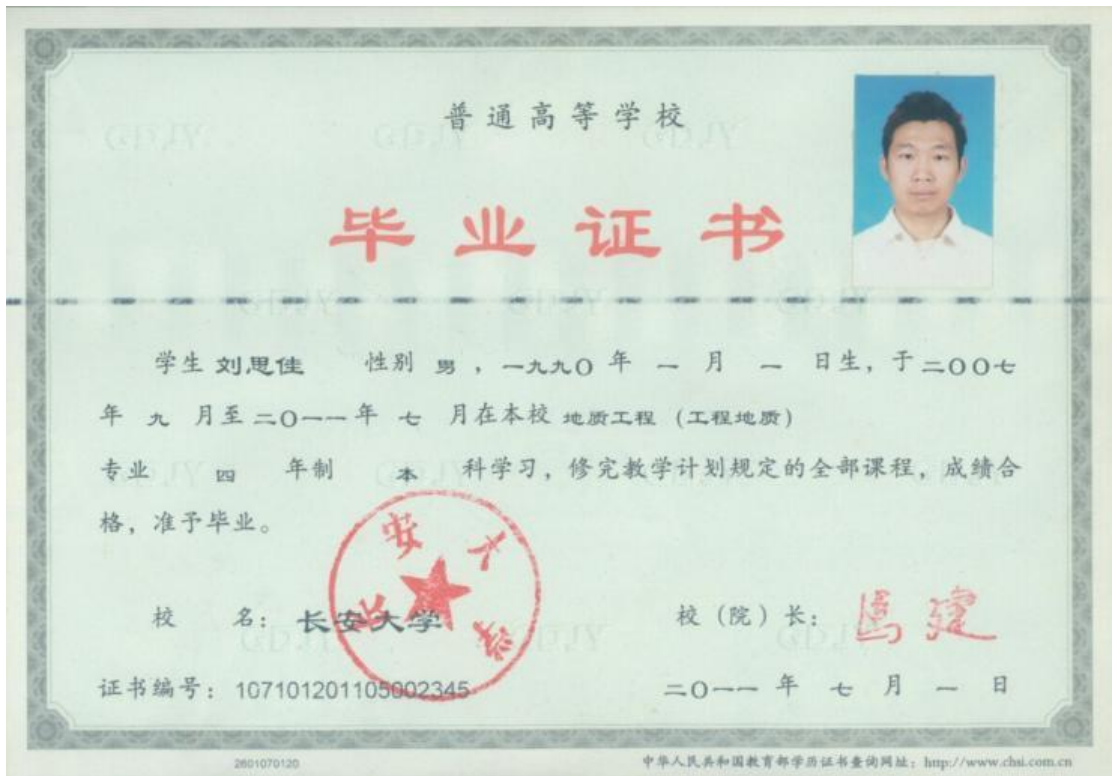 普通高等学校
毕业证书
学生 刘思佳 性别 男 ，一九九〇 年 一 月 一 日生，于 二〇〇七
年 九 月至 二〇一一 年 七 月在本校 地质工程（工程地质）
专业 四 年制 本 科学习，修完教学计划规定的全部课程，成绩合
格，准予毕业。
长安大学
校 名：长安大学
校（院）长：马建
证书编号：107101201105002345
二〇一一 年 七 月 一 日
2601070120
中华人民共和国教育部学历证书查询网址：http://www.chsi.com.cn